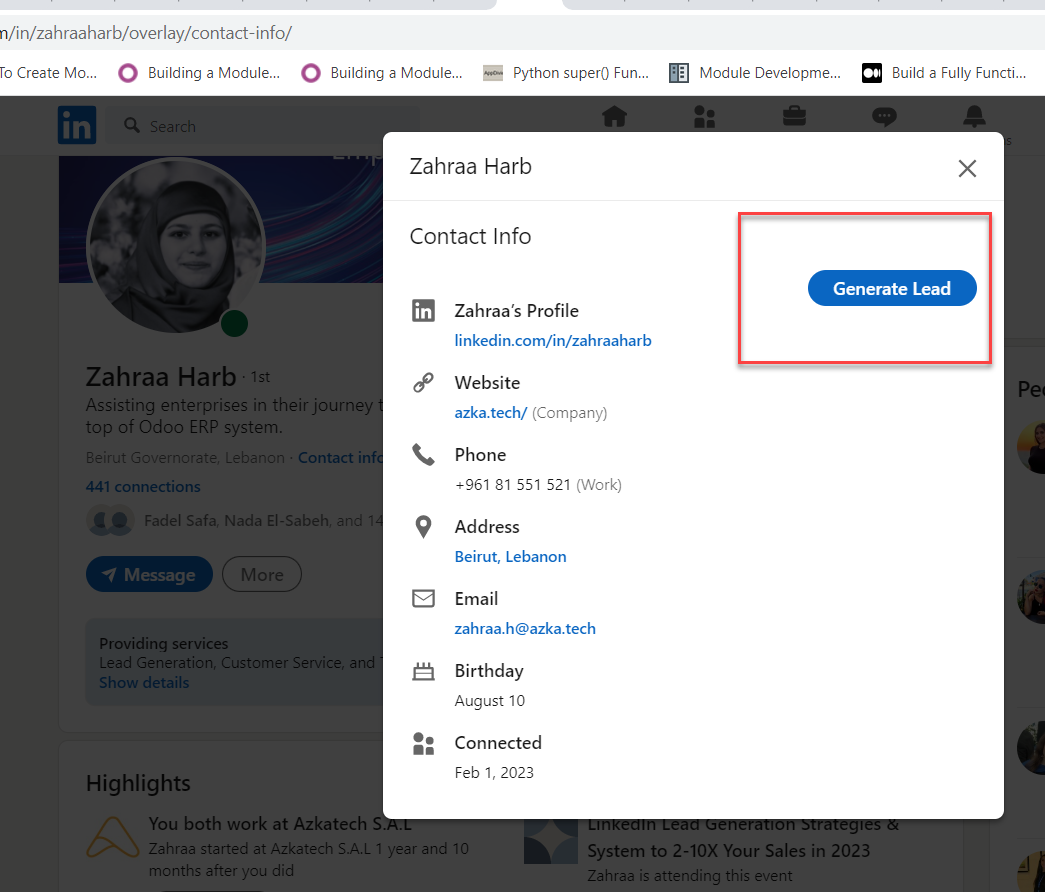 /in/zahraaharb/overlay/contact-info/
To Create Mo...
Building a Module...
Building a Module...
AppDiv
Python super() Fun...
Module Developme...
Build a Fully Functi...
in
Search
Zahraa Harb
Contact Info
Generate Lead
Zahraa's Profile
linkedin.com/in/zahraaharb
Website
azka.tech/ (Company)
Phone
+961 81 551 521 (Work)
Address
Beirut, Lebanon
Email
zahraa.h@azka.tech
Birthday
August 10
Connected
Feb 1, 2023
Zahraa Harb · 1st
Assisting enterprises in their journey t
top of Odoo ERP system.
Beirut Governorate, Lebanon · Contact info
441 connections
Fadel Safa, Nada El-Sabeh, and 14
Message
More
Providing services
Lead Generation, Customer Service, and T
Show details
Highlights
You both work at Azkatech S.A.L
Zahraa started at Azkatech S.A.L 1 year and 10
months after you did
LinkedIn Lead Generation Strategies &
System to 2-10X Your Sales in 2023
Zahraa is attending this event
Pe